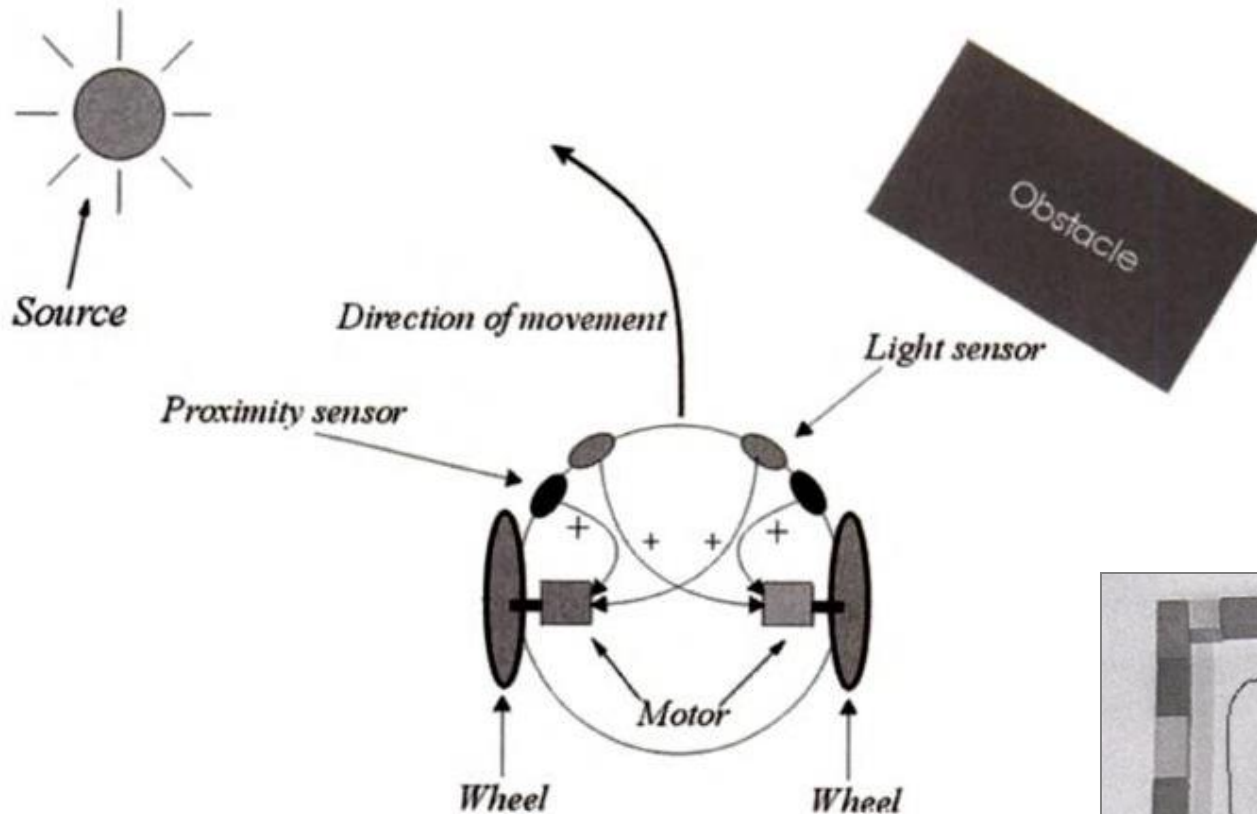 Obstacle
Source
Direction of movement
Light sensor
Proximity sensor
+ + + +
Motor
Wheel
Wheel